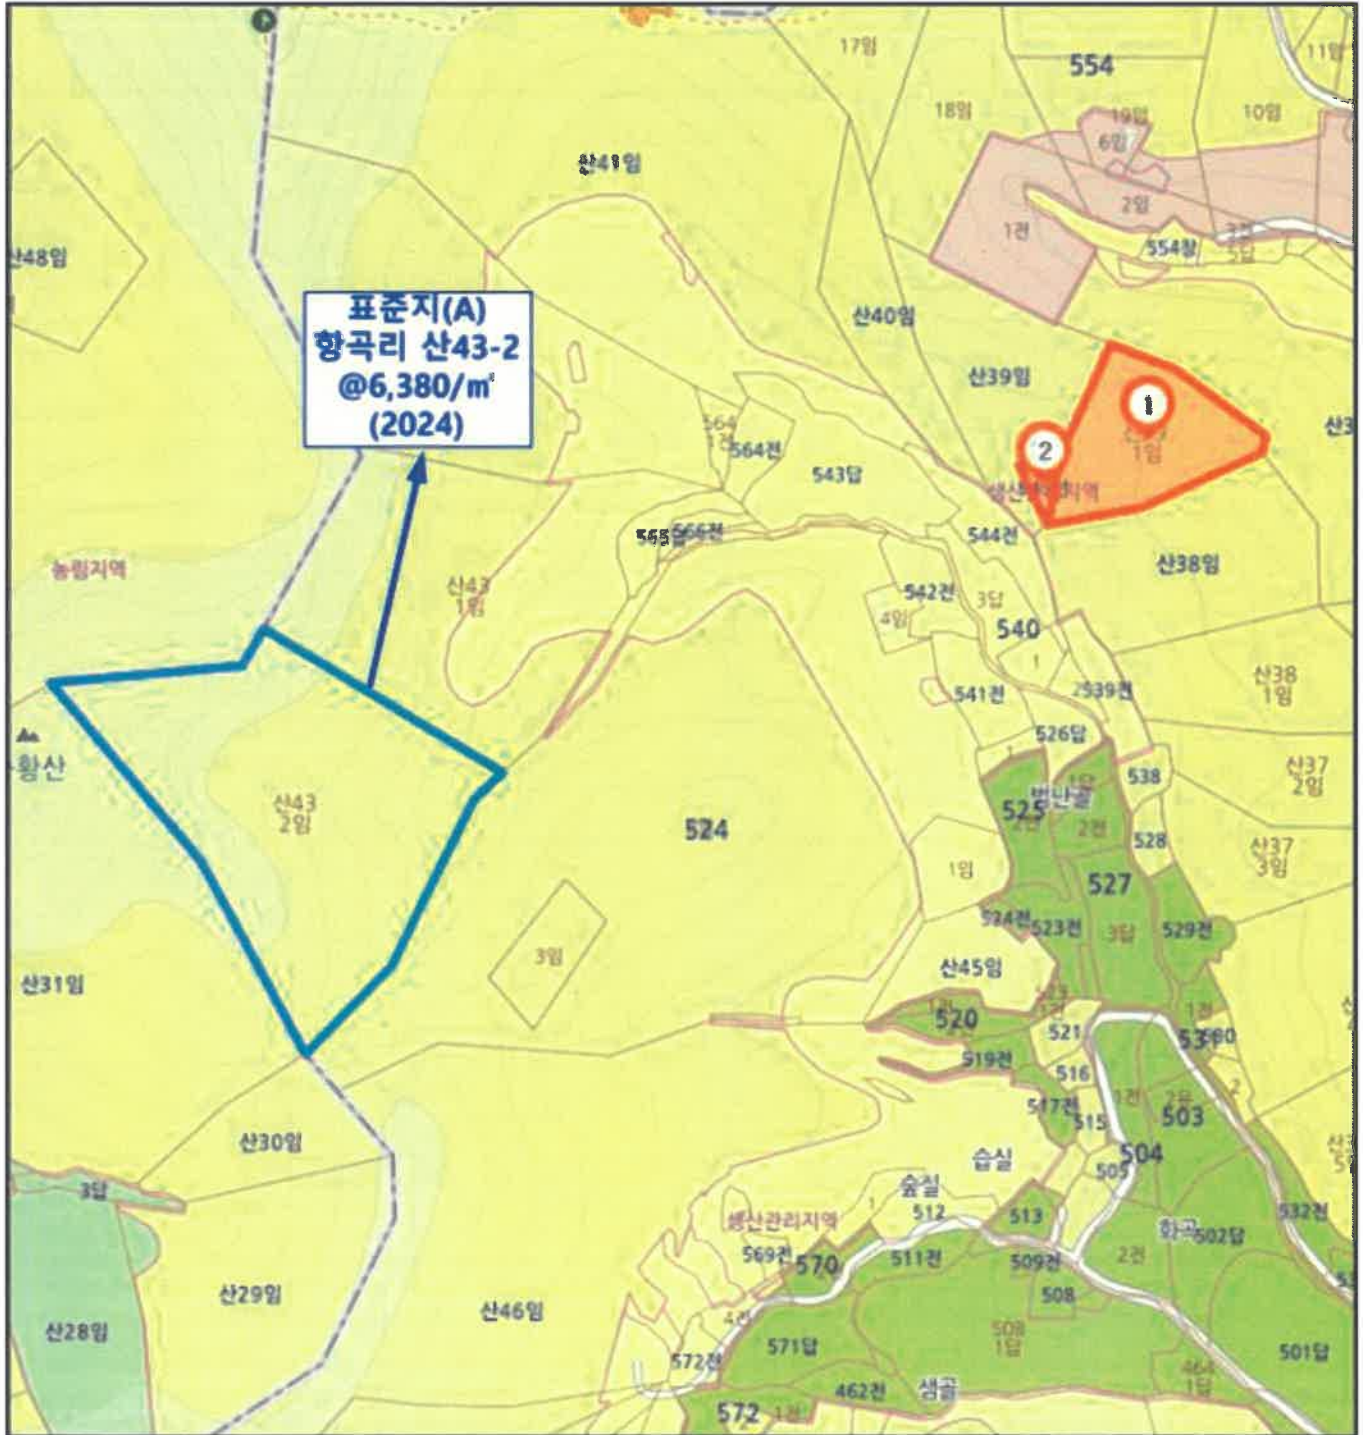 17임
554
11임
18임
19임
10임
6임
산41임
2임
1전
554장
5답
산48임
표준지(A)
황곡리 산43-2
@6,380/㎡
(2024)
산40임
산39임
1
564
1전
564전
2
1임
543답
지역
566전
544전
산38임
농림지역
산43
1임
542전
3답
4임
540
1
산38
1임
541전
539전
526답
1
황산
538
산37
2임
1답
525
산43
2임
524
2전
528
산37
3임
1임
527
524전
523전
3답
529전
3임
산45임
산31임
1전
520
521
531
519전
516
1전
503
2
517전
515
산30임
504
505
습실
숲질
3답
512
1
513
532전
생산관리지역
화곡
502답
569전
570
511전
509전
2전
산29임
508
산46임
산28임
4전
508
1답
571답
501답
572전
464
1답
462전
샘골
572
1전